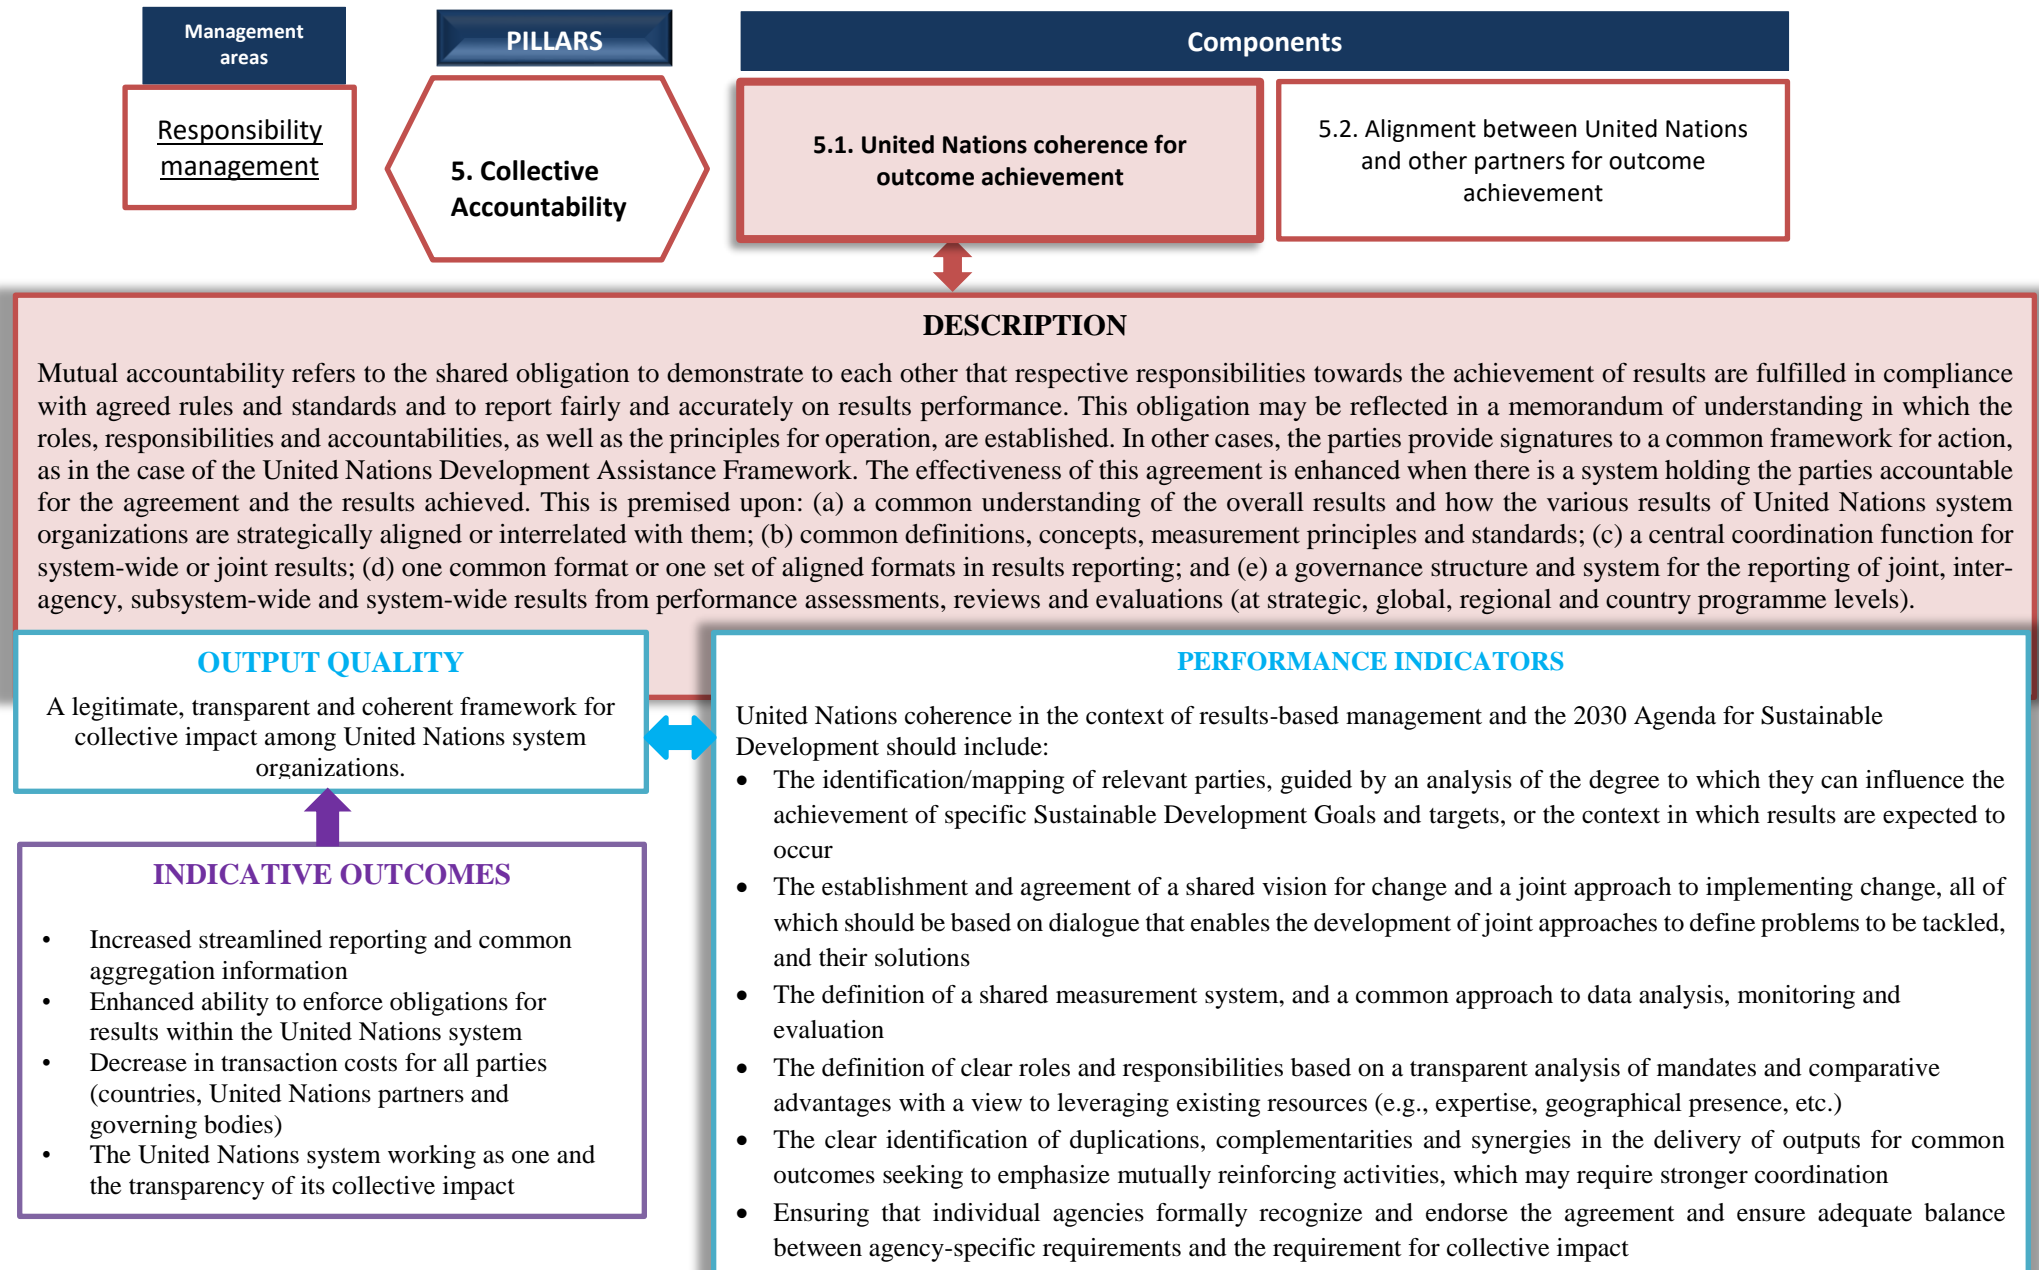 Management
areas
PILLARS
Components
Responsibility
management
5. Collective
Accountability
5.1. United Nations coherence for
outcome achievement
5.2. Alignment between United Nations
and other partners for outcome
achievement
DESCRIPTION
Mutual accountability refers to the shared obligation to demonstrate to each other that respective responsibilities towards the achievement of results are fulfilled in compliance
with agreed rules and standards and to report fairly and accurately on results performance. This obligation may be reflected in a memorandum of understanding in which the
roles, responsibilities and accountabilities, as well as the principles for operation, are established. In other cases, the parties provide signatures to a common framework for action,
as in the case of the United Nations Development Assistance Framework. The effectiveness of this agreement is enhanced when there is a system holding the parties accountable
for the agreement and the results achieved. This is premised upon: (a) a common understanding of the overall results and how the various results of United Nations system
organizations are strategically aligned or interrelated with them; (b) common definitions, concepts, measurement principles and standards; (c) a central coordination function for
system-wide or joint results; (d) one common format or one set of aligned formats in results reporting; and (e) a governance structure and system for the reporting of joint, inter-
agency, subsystem-wide and system-wide results from performance assessments, reviews and evaluations (at strategic, global, regional and country programme levels).
OUTPUT QUALITY
A legitimate, transparent and coherent framework for
collective impact among United Nations system
organizations.
INDICATIVE OUTCOMES
• Increased streamlined reporting and common
aggregation information
• Enhanced ability to enforce obligations for
results within the United Nations system
• Decrease in transaction costs for all parties
(countries, United Nations partners and
governing bodies)
• The United Nations system working as one and
the transparency of its collective impact
PERFORMANCE INDICATORS
United Nations coherence in the context of results-based management and the 2030 Agenda for Sustainable
Development should include:
• The identification/mapping of relevant parties, guided by an analysis of the degree to which they can influence the
achievement of specific Sustainable Development Goals and targets, or the context in which results are expected to
occur
• The establishment and agreement of a shared vision for change and a joint approach to implementing change, all of
which should be based on dialogue that enables the development of joint approaches to define problems to be tackled,
and their solutions
• The definition of a shared measurement system, and a common approach to data analysis, monitoring and
evaluation
• The definition of clear roles and responsibilities based on a transparent analysis of mandates and comparative
advantages with a view to leveraging existing resources (e.g., expertise, geographical presence, etc.)
• The clear identification of duplications, complementarities and synergies in the delivery of outputs for common
outcomes seeking to emphasize mutually reinforcing activities, which may require stronger coordination
• Ensuring that individual agencies formally recognize and endorse the agreement and ensure adequate balance
between agency-specific requirements and the requirement for collective impact